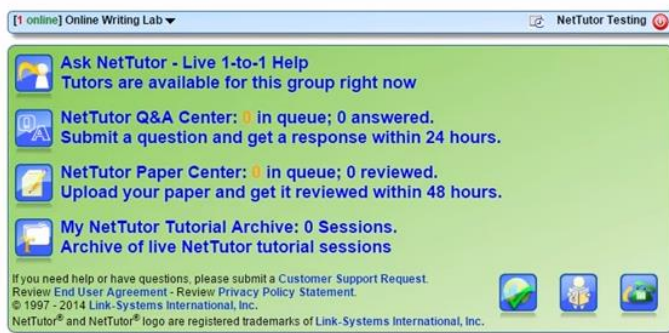 [1 online] Online Writing Lab
NetTutor Testing
Ask NetTutor - Live 1-to-1 Help
Tutors are available for this group right now
NetTutor Q&A Center: 0 in queue; 0 answered.
Submit a question and get a response within 24 hours.
NetTutor Paper Center: 0 in queue; 0 reviewed.
Upload your paper and get it reviewed within 48 hours.
My NetTutor Tutorial Archive: 0 Sessions.
Archive of live NetTutor tutorial sessions
If you need help or have questions, please submit a Customer Support Request.
Review End User Agreement - Review Privacy Policy Statement.
© 1997 - 2014 Link-Systems International, Inc.
NetTutor® and NetTutor® logo are registered trademarks of Link-Systems International, Inc.